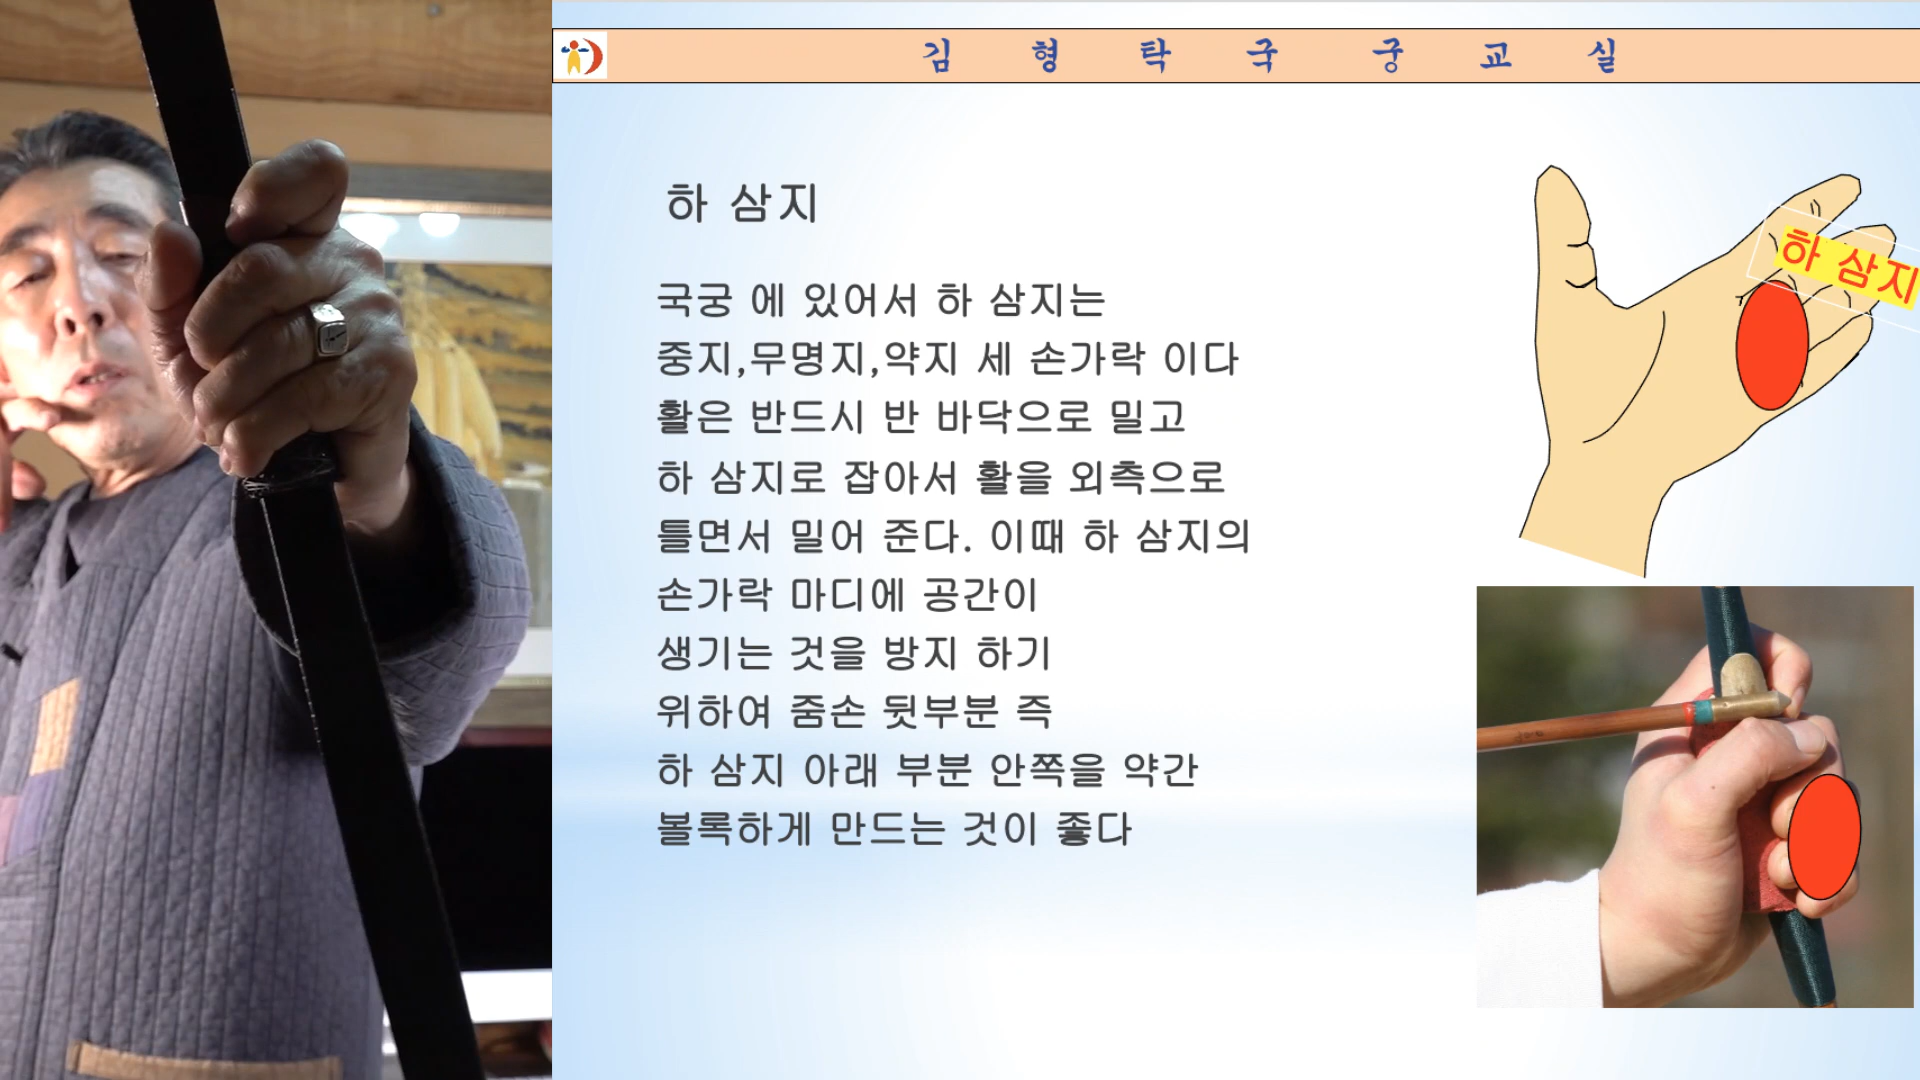 김 형 탁 국 궁 교 실
하 삼지
국궁 에 있어서 하 삼지는
중지,무명지,약지 세 손가락 이다
활은 반드시 반 바닥으로 밀고
하 삼지로 잡아서 활을 외측으로
틀면서 밀어 준다. 이때 하 삼지의
손가락 마디에 공간이
생기는 것을 방지 하기
위하여 줌손 뒷부분 즉
하 삼지 아래 부분 안쪽을 약간
볼록하게 만드는 것이 좋다
하 삼지